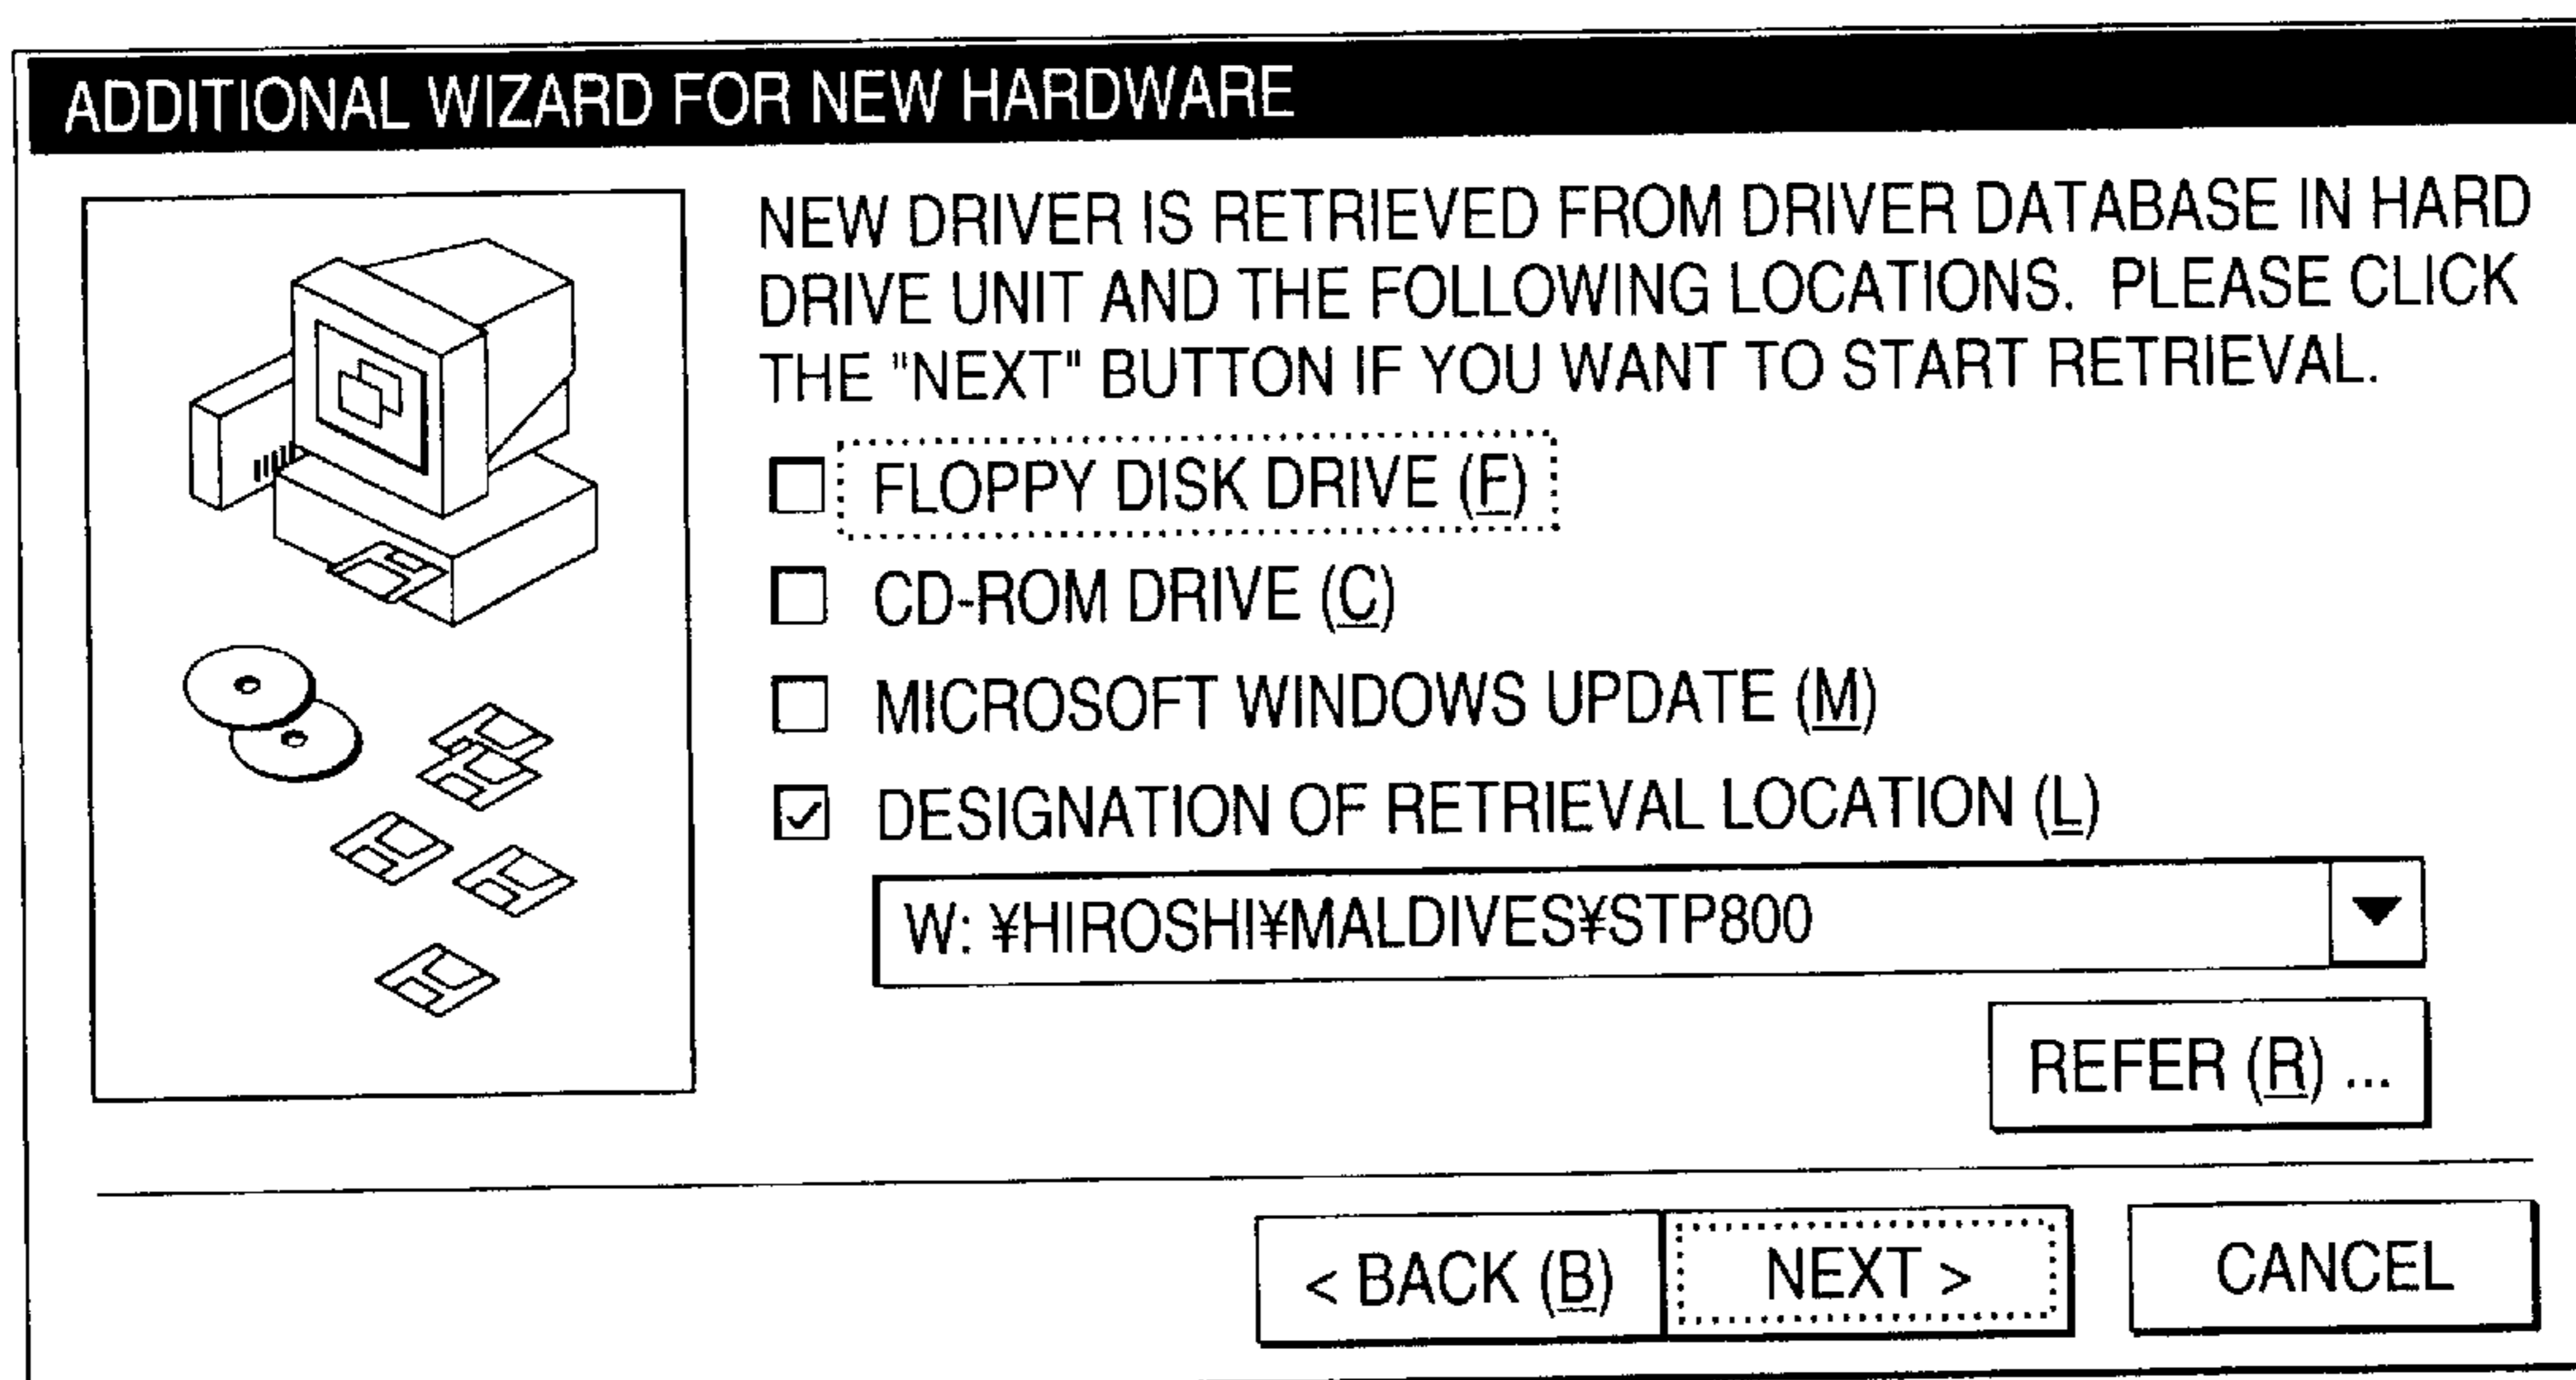 ADDITIONAL WIZARD FOR NEW HARDWARE
NEW DRIVER IS RETRIEVED FROM DRIVER DATABASE IN HARD
DRIVE UNIT AND THE FOLLOWING LOCATIONS. PLEASE CLICK
THE "NEXT" BUTTON IF YOU WANT TO START RETRIEVAL.
FLOPPY DISK DRIVE (F)
CD-ROM DRIVE (C)
MICROSOFT WINDOWS UPDATE (M)
DESIGNATION OF RETRIEVAL LOCATION (L)
W: ¥HIROSHI¥MALDIVES¥STP800
REFER (R) ...
< BACK (B) NEXT > CANCEL